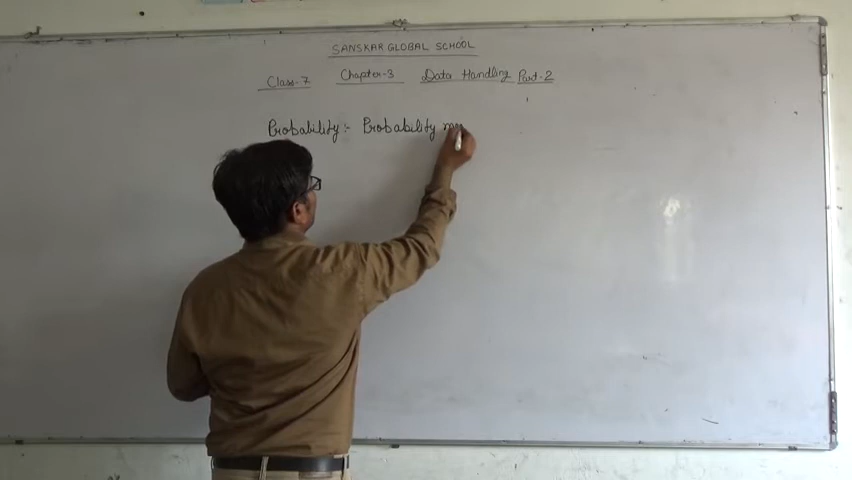 SANSKAR GLOBAL SCHOOL
Class-7 Chapter-3 Data Handling Part-2
Probability :- Probability